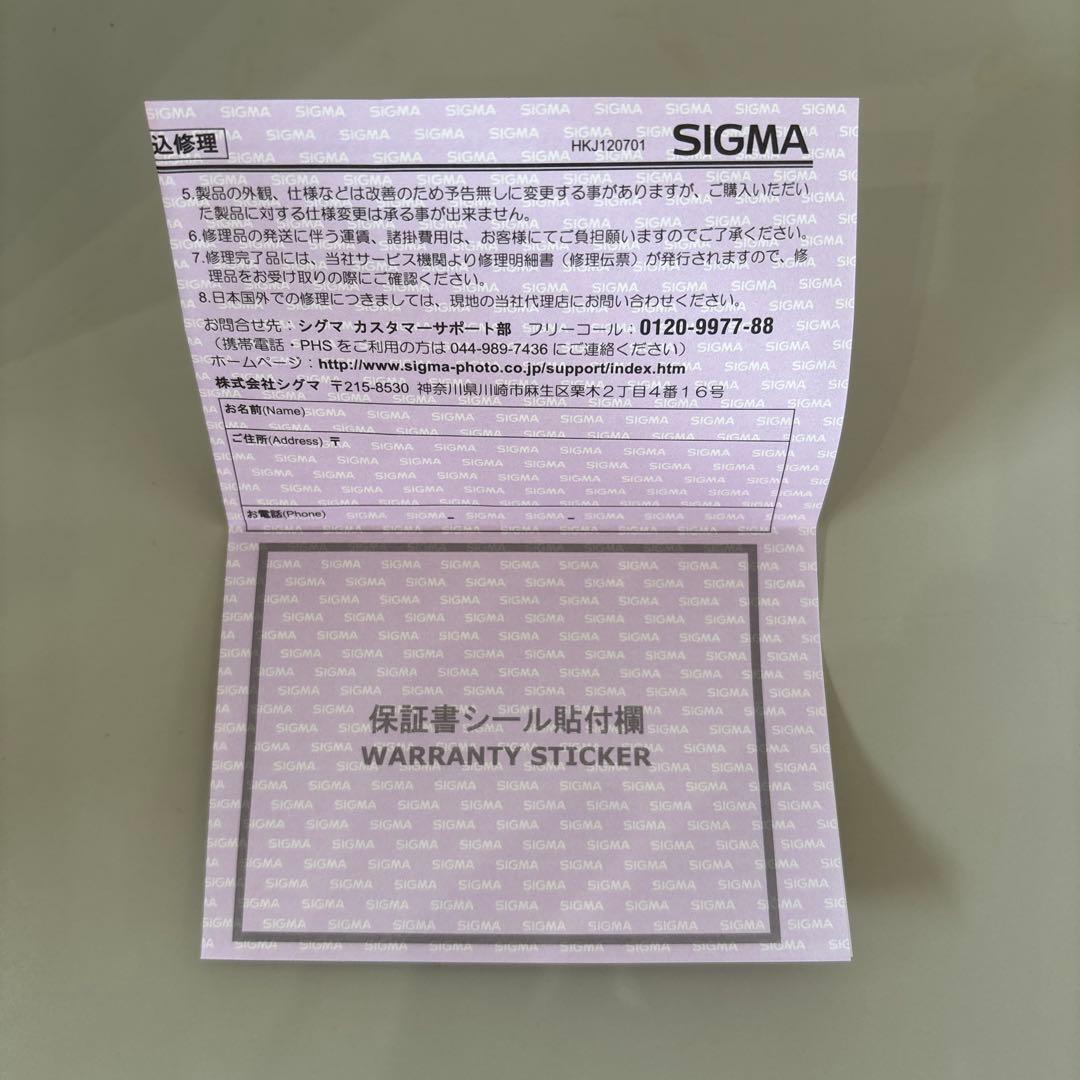 込修理
HKJ120701 SIGMA
5.製品の外観、仕様などは改善のため予告無しに変更する事がありますが、ご購入いただい
た製品に対する仕様変更は承る事が出来ません。
6.修理品の発送に伴う運賃、諸掛費用は、お客様にてご負担願いますのでご了承ください。
7.修理完了品には、当社サービス機関より修理明細書（修理伝票）が発行されますので、修
理品をお受け取りの際にご確認ください。
8.日本国外での修理につきましては、現地の当社代理店にお問い合わせください。
お問合せ先：シグマ カスタマーサポート部 フリーコール：0120-9977-88
（携帯電話・PHS をご利用の方は 044-989-7436 にご連絡ください）
ホームページ：http://www.sigma-photo.co.jp/support/index.htm
株式会社シグマ 〒215-8530 神奈川県川崎市麻生区栗木２丁目４番１６号
お名前(Name)
ご住所(Address) 〒
お電話(Phone) – –
保証書シール貼付欄
WARRANTY STICKER